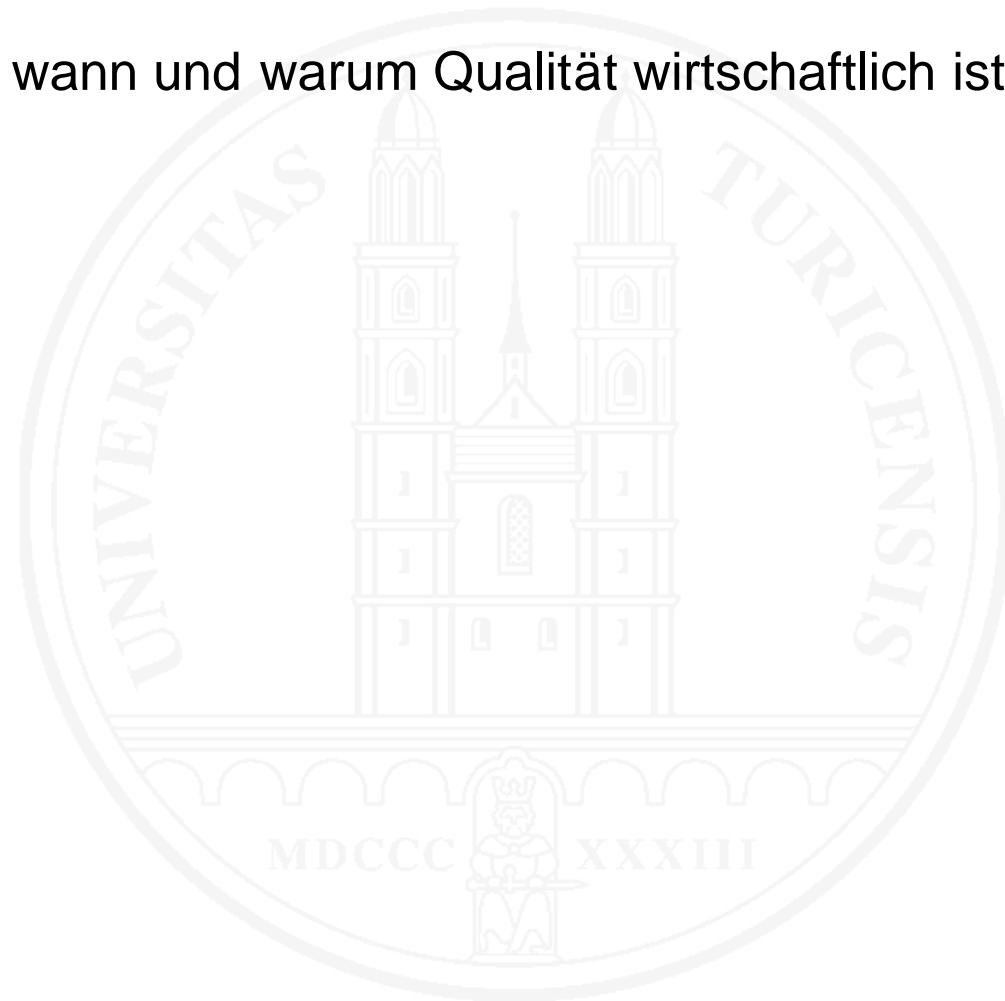 wann und warum Qualität wirtschaftlich ist
UNIVERSITAS
TURICENSIS
MDCCC XXXIII